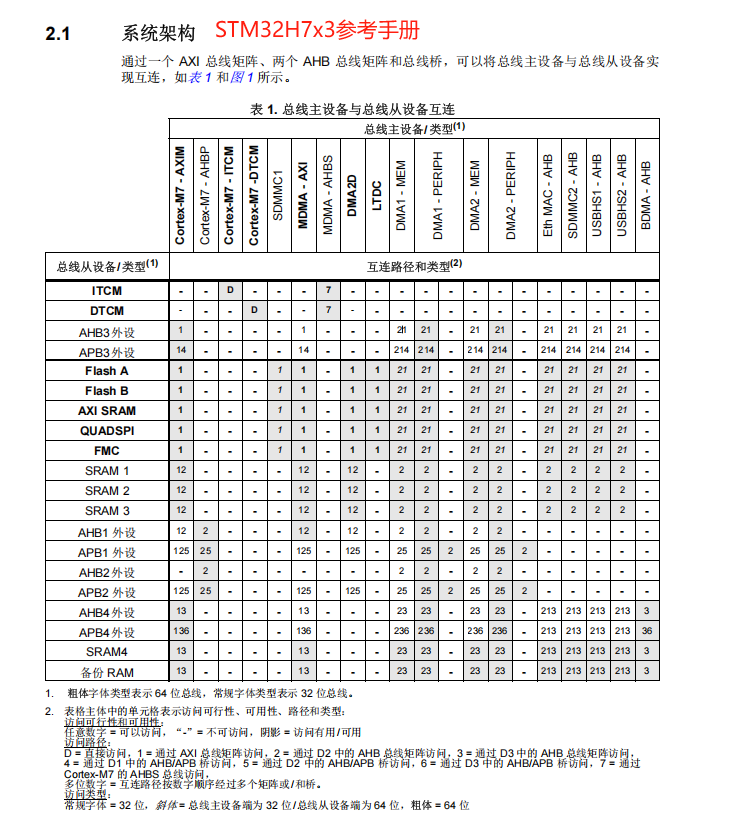 2.1 系统架构 STM32H7x3参考手册
通过一个 AXI 总线矩阵、两个 AHB 总线矩阵和总线桥，可以将总线主设备与总线从设备实
现互连，如表 1 和图 1 所示。
表 1. 总线主设备与总线从设备互连
总线主设备/类型(1)
Cortex-M7 - AXIM Cortex-M7 - AHBP Cortex-M7 - ITCM Cortex-M7 -DTCM SDMMC1 MDMA - AXI MDMA - AHBS DMA2D LTDC DMA1 - MEM DMA1 - PERIPH DMA2 - MEM DMA2 - PERIPH Eth MAC - AHB SDMMC2 - AHB USBHS1 - AHB USBHS2 - AHB BDMA - AHB
总线从设备/类型(1) 互连路径和类型(2)
ITCM - - D - - - 7 - - - - - - - - - - - - -
DTCM - - - D - - 7 - - - - - - - - - - - -
AHB3外设 1 - - - - 1 - - - 21 21 - 21 21 - 21 21 21 21 -
APB3外设 14 - - - - 14 - - - 214 214 - 214 214 - 214 214 214 214 -
Flash A 1 - - - 1 1 - 1 1 21 21 - 21 21 - 21 21 21 21 -
Flash B 1 - - - 1 1 - 1 1 21 21 - 21 21 - 21 21 21 21 -
AXI SRAM 1 - - - 1 1 - 1 1 21 21 - 21 21 - 21 21 21 21 -
QUADSPI 1 - - - 1 1 - 1 1 21 21 - 21 21 - 21 21 21 21 -
FMC 1 - - - 1 1 - 1 1 21 21 - 21 21 - 21 21 21 21 -
SRAM 1 12 - - - - 12 - 12 - 2 2 - 2 2 - 2 2 2 2 -
SRAM 2 12 - - - - 12 - 12 - 2 2 - 2 2 - 2 2 2 2 -
SRAM 3 12 - - - - 12 - 12 - 2 2 - 2 2 - 2 2 2 2 -
AHB1 外设 12 2 - - - 12 - 12 - 2 2 - 2 2 - - - - - -
APB1 外设 125 25 - - - 125 - 125 - 25 25 2 25 25 2 - - - - -
AHB2外设 - 2 - - - - - - - 2 2 - 2 2 - - - - - -
APB2 外设 125 25 - - - 125 - 125 - 25 25 2 25 25 2 - - - - -
AHB4外设 13 - - - - 13 - - - 23 23 - 23 23 - 213 213 213 213 3
APB4外设 136 - - - - 136 - - - 236 236 - 236 236 - 213 213 213 213 36
SRAM4 13 - - - - 13 - - - 23 23 - 23 23 - 213 213 213 213 3
备份 RAM 13 - - - - 13 - - - 23 23 - 23 23 - 213 213 213 213 3
1. 粗体字体类型表示 64 位总线，常规字体类型表示 32 位总线。
2. 表格主体中的单元格表示访问可行性、可用性、路径和类型：
访问可行性和可用性：
任意数字 = 可以访问，“-”= 不可访问，阴影 = 访问有用/可用
访问路径：
D = 直接访问，1 = 通过 AXI 总线矩阵访问，2 = 通过 D2 中的 AHB 总线矩阵访问，3 = 通过 D3 中的 AHB 总线矩阵访问，
4 = 通过 D1 中的 AHB/APB 桥访问，5 = 通过 D2 中的 AHB/APB 桥访问，6 = 通过 D3 中的 AHB/APB 桥访问，7 = 通过
Cortex-M7 的 AHBS 总线访问，
多位数字 = 互连路径按数字顺序经过多个矩阵或/和桥。
访问类型：
常规字体 = 32 位，斜体 = 总线主设备端为 32 位/总线从设备端为 64 位，粗体 = 64 位